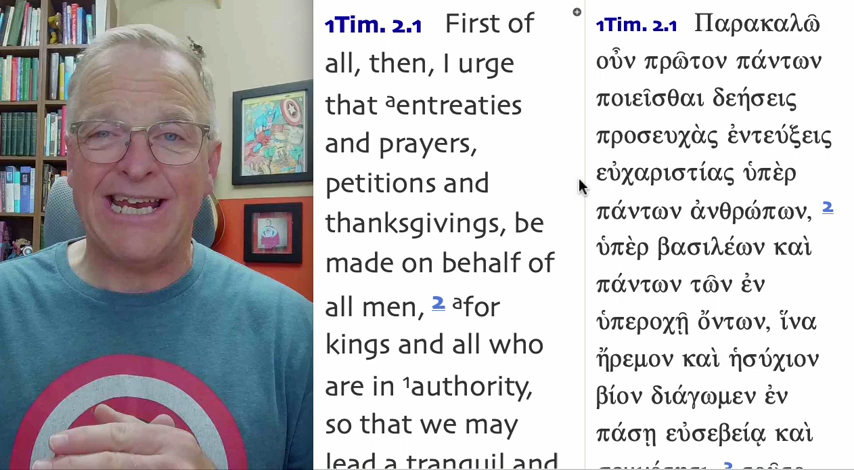 1Tim. 2.1 First of
all, then, I urge
that ᵃentreaties
and prayers,
petitions and
thanksgivings, be
made on behalf of
all men, 2 ᵃfor
kings and all who
are in ¹authority,
so that we may
lead a tranquil and
1Tim. 2.1 Παρακαλῶ
οὖν πρῶτον πάντων
ποιεῖσθαι δεήσεις
προσευχὰς ἐντεύξεις
εὐχαριστίας ὑπὲρ
πάντων ἀνθρώπων, 2
ὑπὲρ βασιλέων καὶ
πάντων τῶν ἐν
ὑπεροχῇ ὄντων, ἵνα
ἤρεμον καὶ ἡσύχιον
βίον διάγωμεν ἐν
πάσῃ εὐσεβείᾳ καὶ